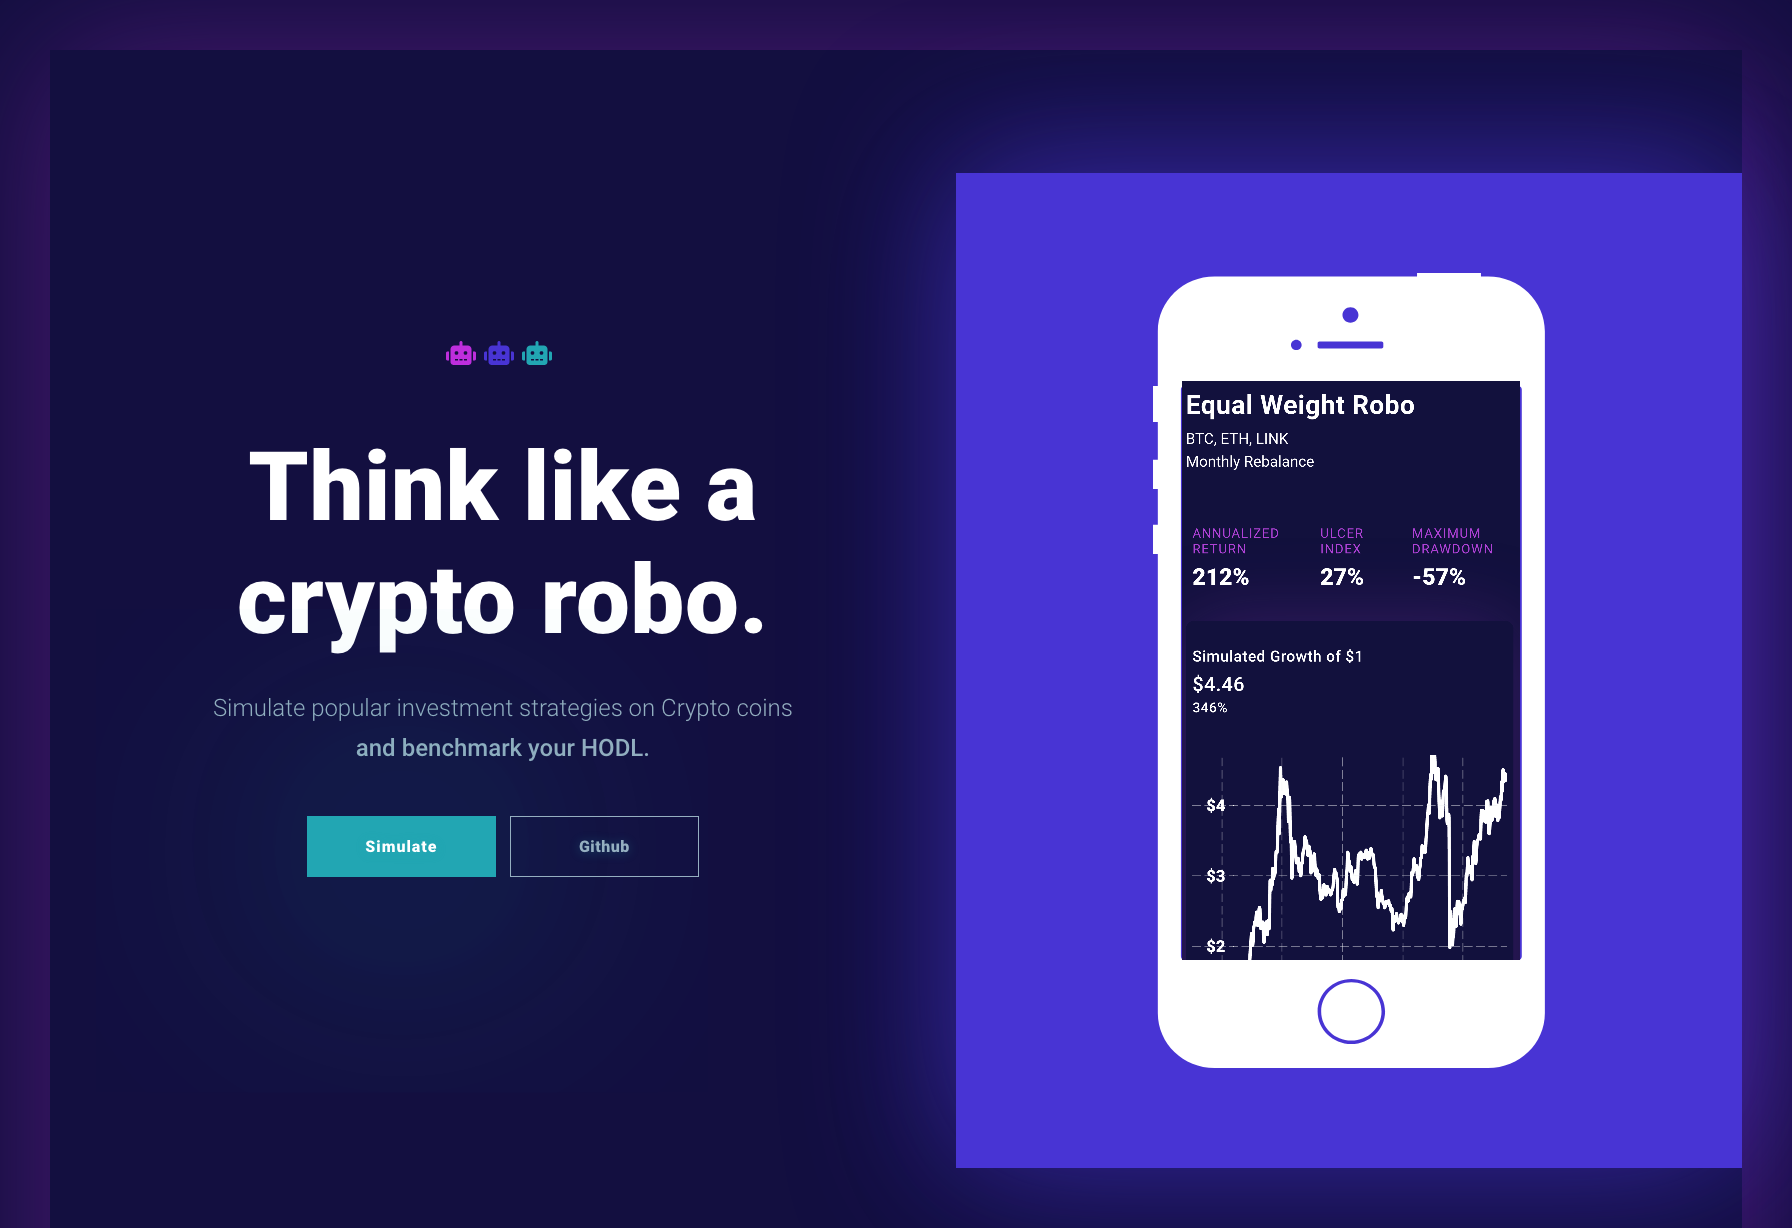 Think like a
crypto robo.
Simulate popular investment strategies on Crypto coins
and benchmark your HODL.
Simulate
Github
Equal Weight Robo
BTC, ETH, LINK
Monthly Rebalance
ANNUALIZED
RETURN
212%
ULCER
INDEX
27%
MAXIMUM
DRAWDOWN
-57%
Simulated Growth of $1
$4.46
346%
$4
$3
$2